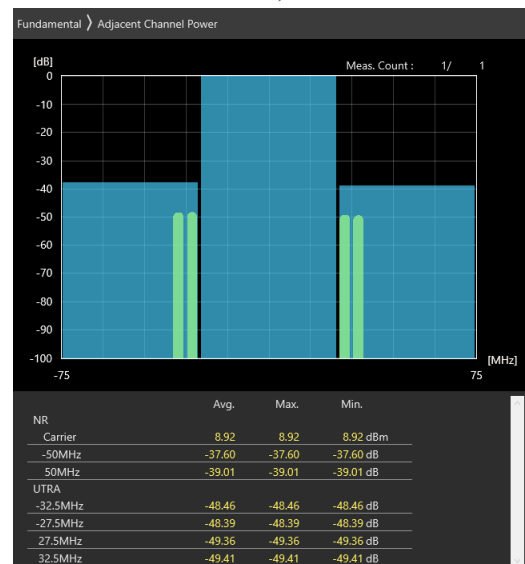 Fundamental 〉Adjacent Channel Power
[dB] Meas. Count : 1/ 1
0
-10
-20
-30
-40
-50
-60
-70
-80
-90
-100
[MHz]
-75 75
Avg. Max. Min.
NR
Carrier 8.92 8.92 8.92 dBm
-50MHz -37.60 -37.60 -37.60 dB
50MHz -39.01 -39.01 -39.01 dB
UTRA
-32.5MHz -48.46 -48.46 -48.46 dB
-27.5MHz -48.39 -48.39 -48.39 dB
27.5MHz -49.36 -49.36 -49.36 dB
32.5MHz -49.41 -49.41 -49.41 dB